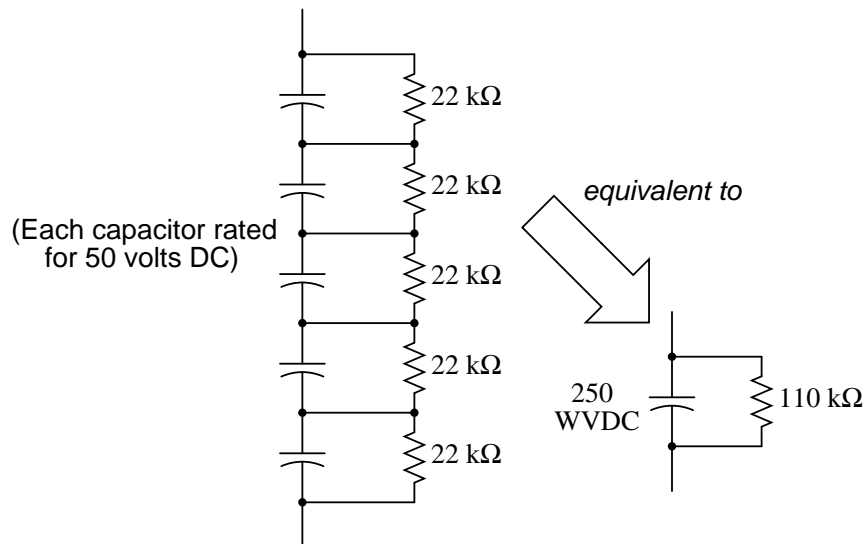 22 kΩ
22 kΩ
22 kΩ
22 kΩ
22 kΩ
(Each capacitor rated
for 50 volts DC)
equivalent to
250
WVDC
110 kΩ